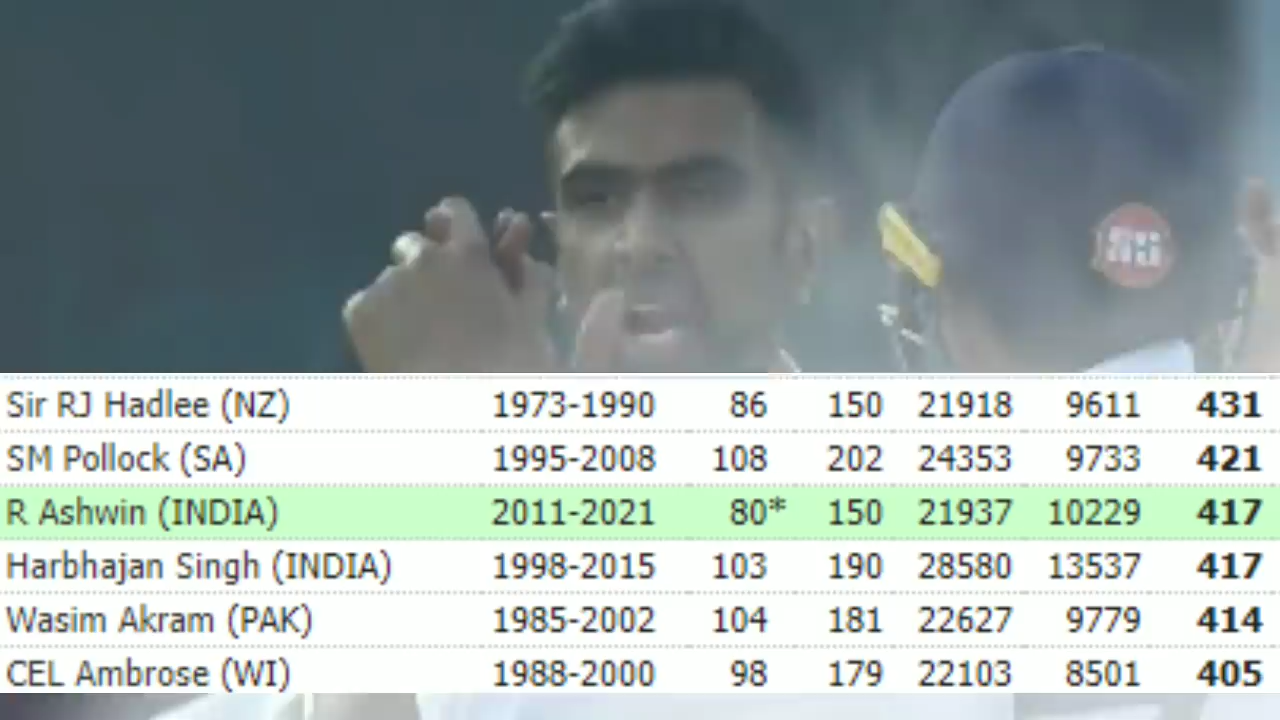 Sir RJ Hadlee (NZ) 1973-1990 86 150 21918 9611 431
SM Pollock (SA) 1995-2008 108 202 24353 9733 421
R Ashwin (INDIA) 2011-2021 80* 150 21937 10229 417
Harbhajan Singh (INDIA) 1998-2015 103 190 28580 13537 417
Wasim Akram (PAK) 1985-2002 104 181 22627 9779 414
CEL Ambrose (WI) 1988-2000 98 179 22103 8501 405